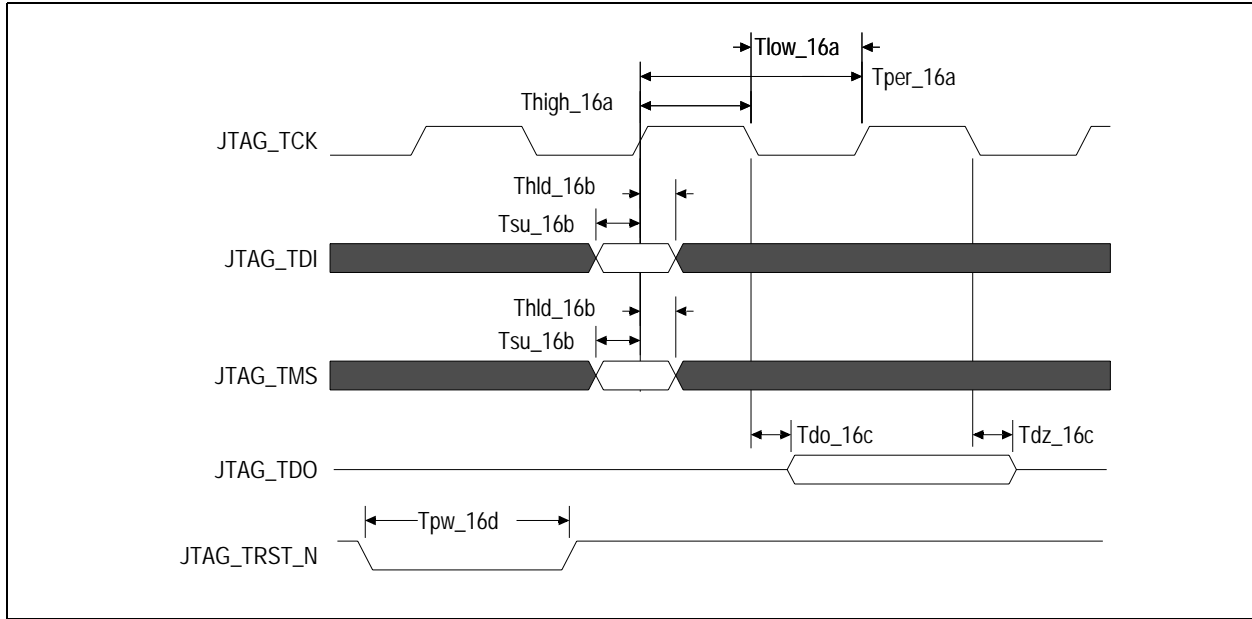 Tlow_16a
Tper_16a
Thigh_16a
JTAG_TCK
Thld_16b
Tsu_16b
JTAG_TDI
Thld_16b
Tsu_16b
JTAG_TMS
Tdo_16c
Tdz_16c
JTAG_TDO
Tpw_16d
JTAG_TRST_N